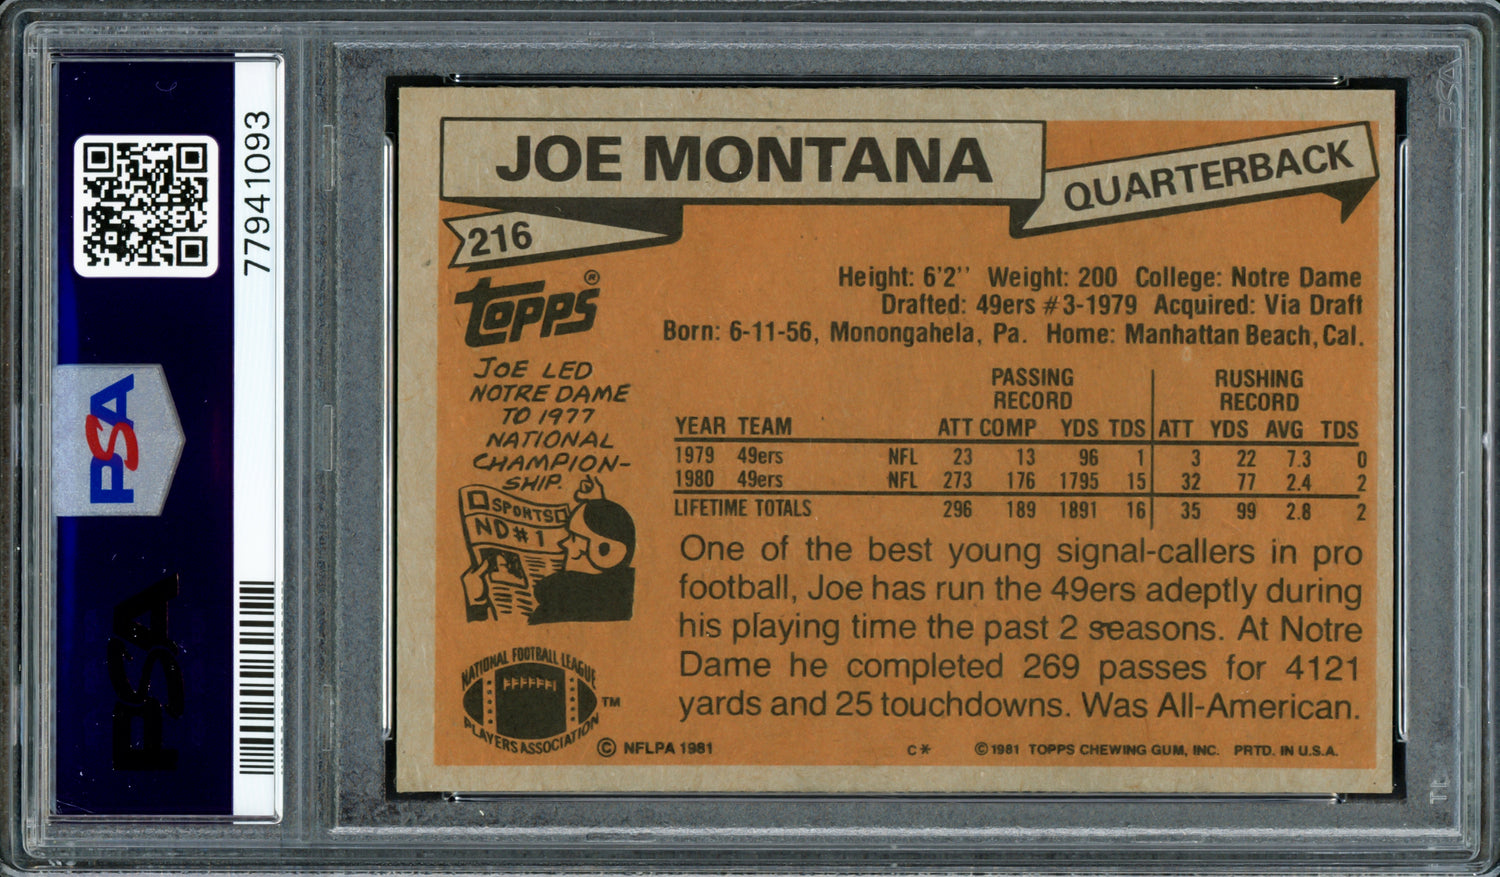 77941093
PSA
PSA
PSA
JOE MONTANA
QUARTERBACK
216
TOPPS®
Height: 6'2'' Weight: 200 College: Notre Dame
Drafted: 49ers #3-1979 Acquired: Via Draft
Born: 6-11-56, Monongahela, Pa. Home: Manhattan Beach, Cal.
JOE LED
NOTRE DAME
TO 1977
NATIONAL
CHAMPION-
SHIP.
SPORTS
ND#1
PASSING RUSHING
RECORD RECORD
YEAR TEAM ATT COMP YDS TDS ATT YDS AVG TDS
1979 49ers NFL 23 13 96 1 3 22 7.3 0
1980 49ers NFL 273 176 1795 15 32 77 2.4 2
LIFETIME TOTALS 296 189 1891 16 35 99 2.8 2
One of the best young signal-callers in pro
football, Joe has run the 49ers adeptly during
his playing time the past 2 seasons. At Notre
Dame he completed 269 passes for 4121
yards and 25 touchdowns. Was All-American.
NATIONAL FOOTBALL LEAGUE
PLAYERS ASSOCIATION
TM
© NFLPA 1981 C* © 1981 TOPPS CHEWING GUM, INC. PRTD. IN U.S.A.